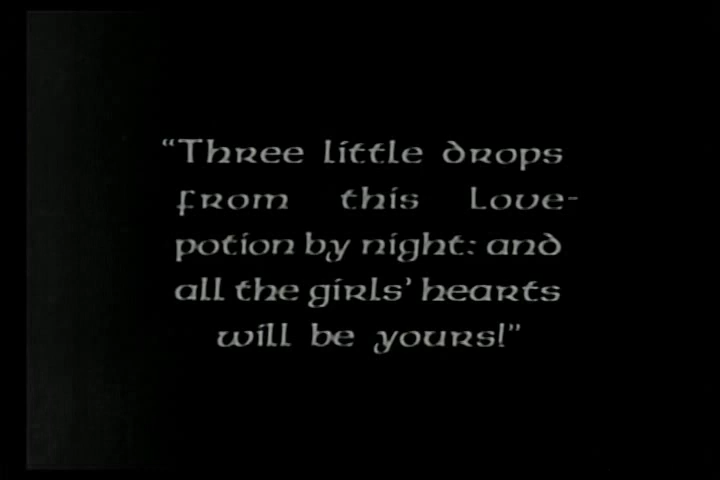 “Three little drops
from this Love-
potion by night: and
all the girls’ hearts
will be yours!”